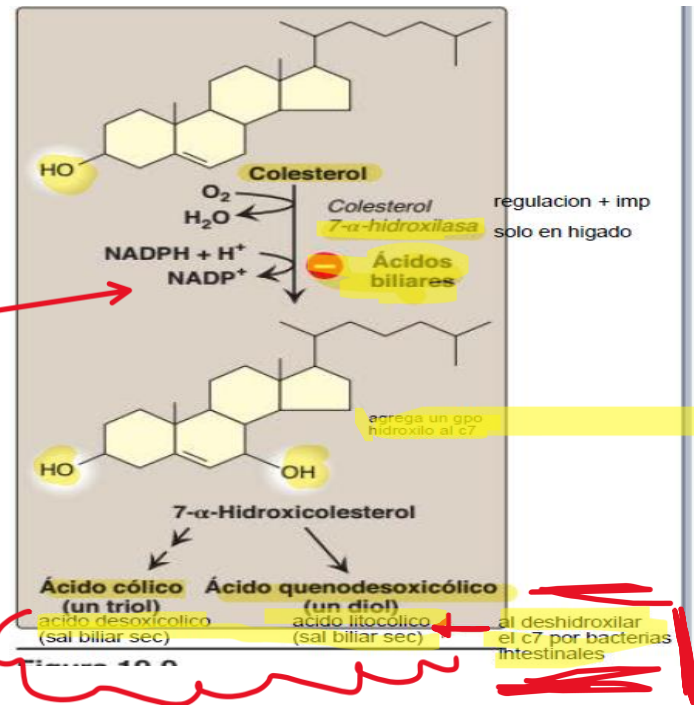 HO
Colesterol
O₂
H₂O
Colesterol
7-α-hidroxilasa
regulacion + imp
solo en higado
NADPH + H⁺
NADP⁺
–
Ácidos
biliares
agrega un gpo
hidroxilo al c7
HO
OH
7-α-Hidroxicolesterol
Ácido cólico
(un triol)
Ácido quenodesoxicólico
(un diol)
acido desoxicolico
(sal biliar sec)
acido litocólico
(sal biliar sec)
al deshidroxilar
el c7 por bacterias
intestinales